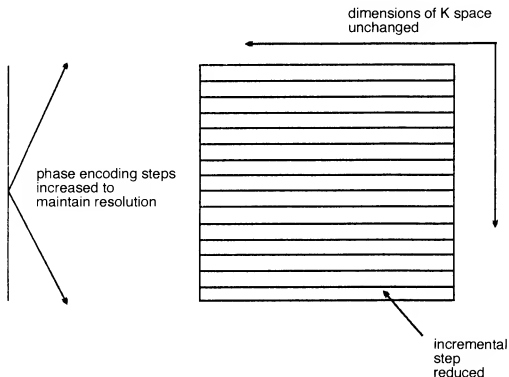 dimensions of K space
unchanged
phase encoding steps
increased to
maintain resolution
incremental
step
reduced